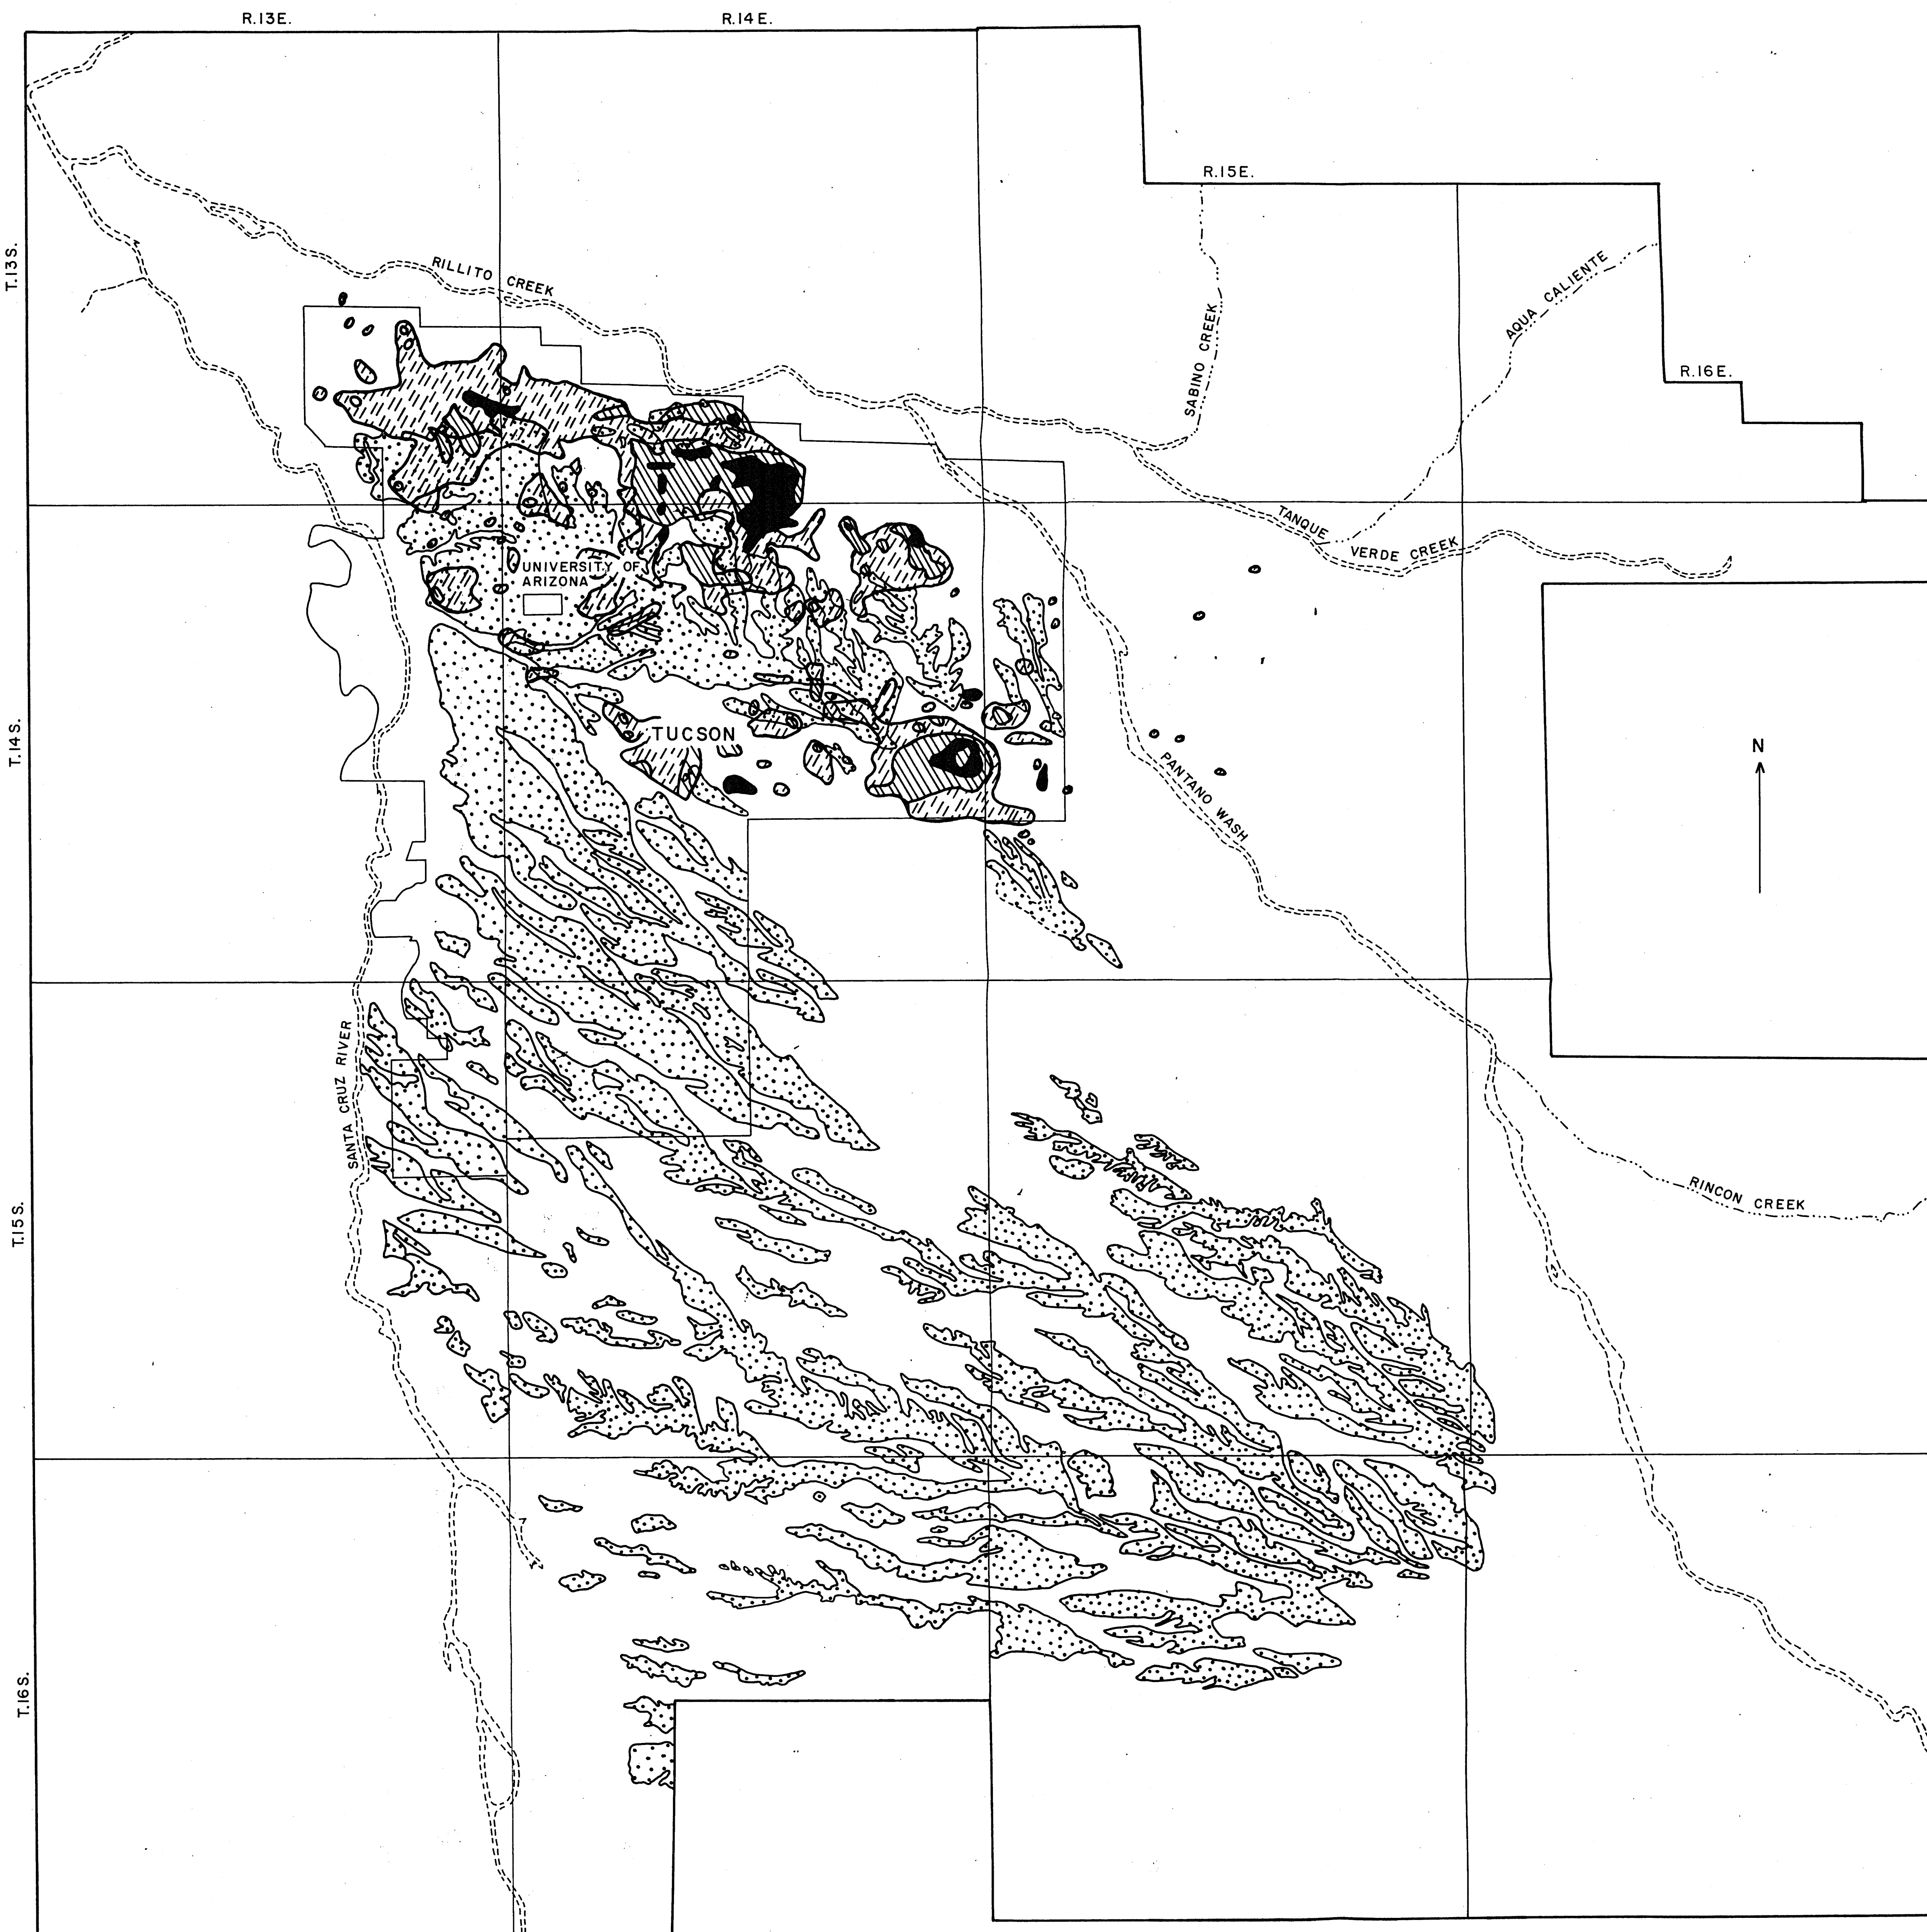 R.13E.
R.14E.
R.15E.
T.13S.
RILLITO CREEK
SABINO CREEK
AQUA CALIENTE
R.16E.
TANQUE
VERDE CREEK
UNIVERSITY OF
ARIZONA
T.14S.
TUCSON
N
PANTANO WASH
SANTA CRUZ RIVER
T.15S.
RINCON CREEK
T.16S.